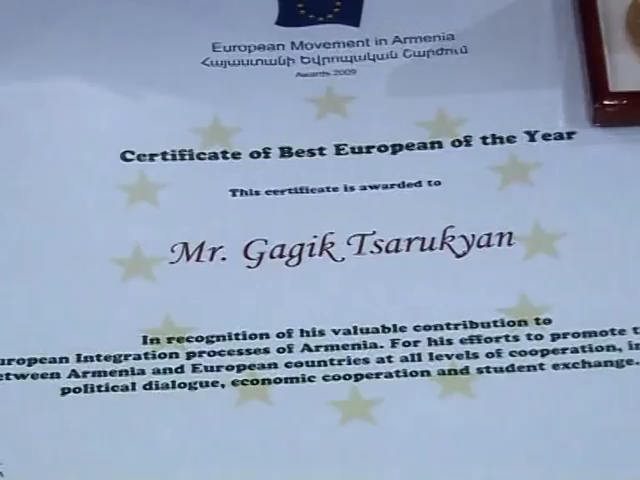 European Movement in Armenia
Հայաստանի Եվրոպական Շարժում
Awards 2009
Certificate of Best European of the Year
This certificate is awarded to
Mr. Gagik Tsarukyan
In recognition of his valuable contribution to
uropean Integration processes of Armenia. For his efforts to promote t
etween Armenia and European countries at all levels of cooperation, in
political dialogue, economic cooperation and student exchange.